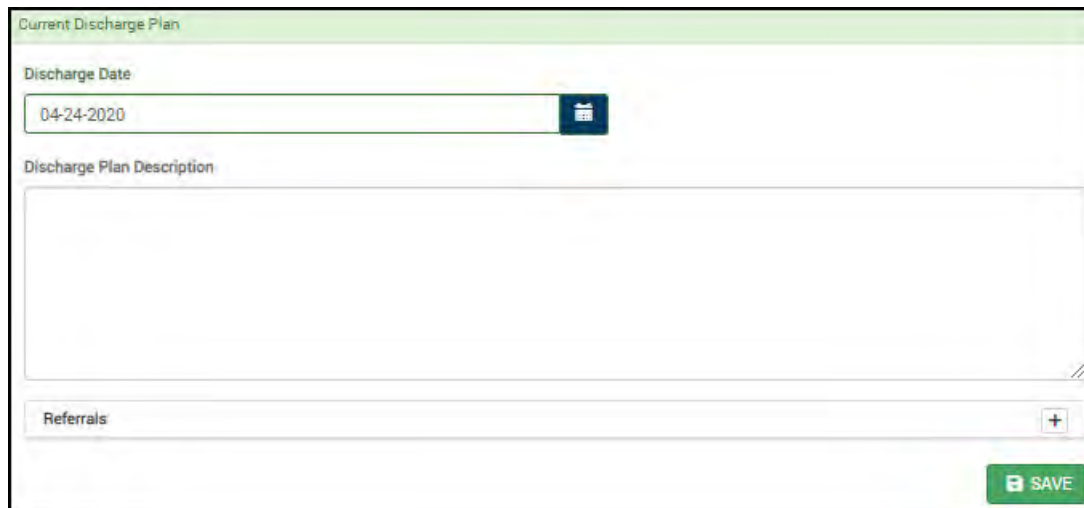 Current Discharge Plan
Discharge Date
04-24-2020
Discharge Plan Description
Referrals
+
SAVE